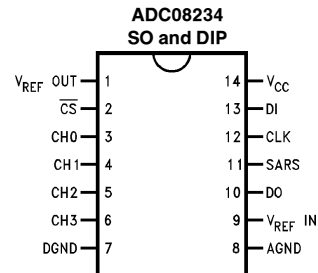 ADC08234
SO and DIP
VREF OUT 1 14 VCC
CS 2 13 DI
CH0 3 12 CLK
CH1 4 11 SARS
CH2 5 10 DO
CH3 6 9 VREF IN
DGND 7 8 AGND